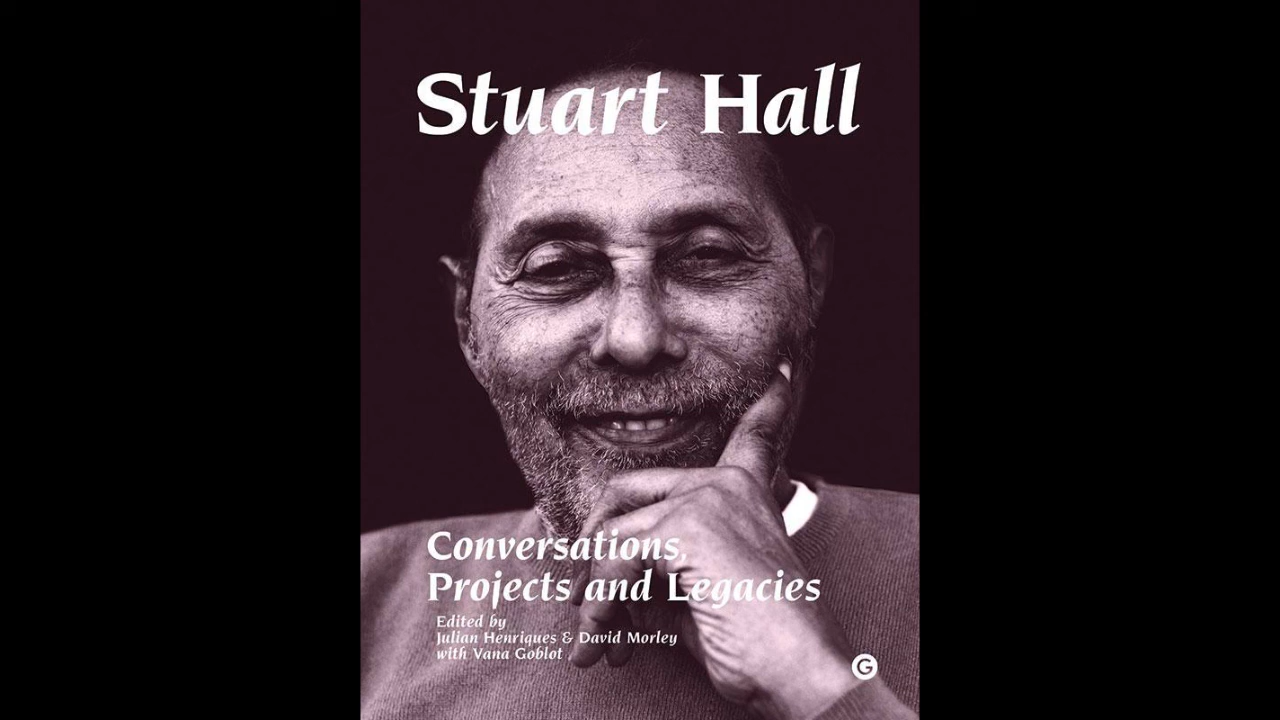 Stuart Hall
Conversations,
Projects and Legacies
Edited by
Julian Henriques & David Morley
with Vana Goblot
G